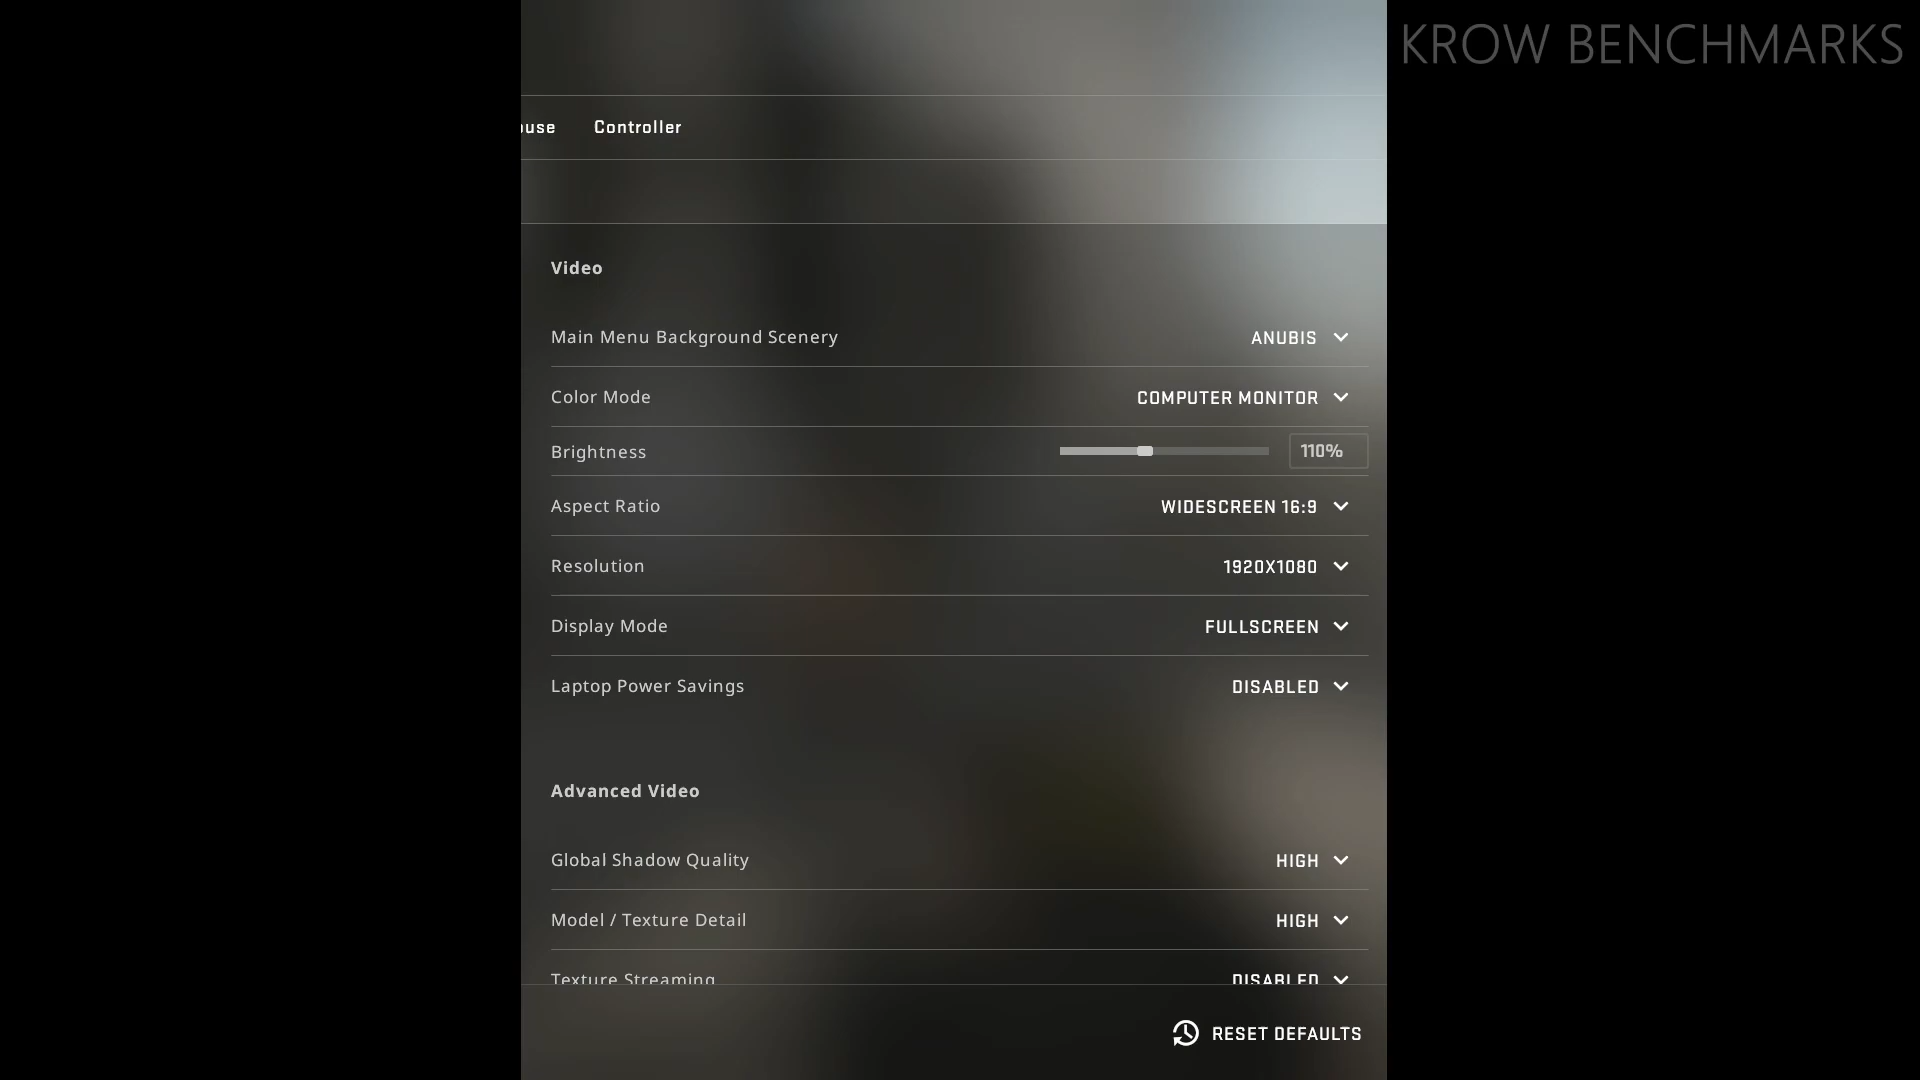 KROW BENCHMARKS
ouse Controller
Video
Main Menu Background Scenery ANUBIS
Color Mode COMPUTER MONITOR
Brightness 110%
Aspect Ratio WIDESCREEN 16:9
Resolution 1920X1080
Display Mode FULLSCREEN
Laptop Power Savings DISABLED
Advanced Video
Global Shadow Quality HIGH
Model / Texture Detail HIGH
Texture Streaming DISABLED
RESET DEFAULTS